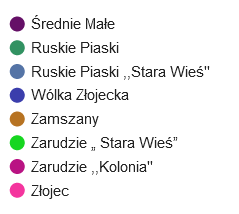 Średnie Małe
Ruskie Piaski
Ruskie Piaski ,,Stara Wieś"
Wólka Złojecka
Zamszany
Zarudzie „ Stara Wieś”
Zarudzie ,,Kolonia"
Złojec